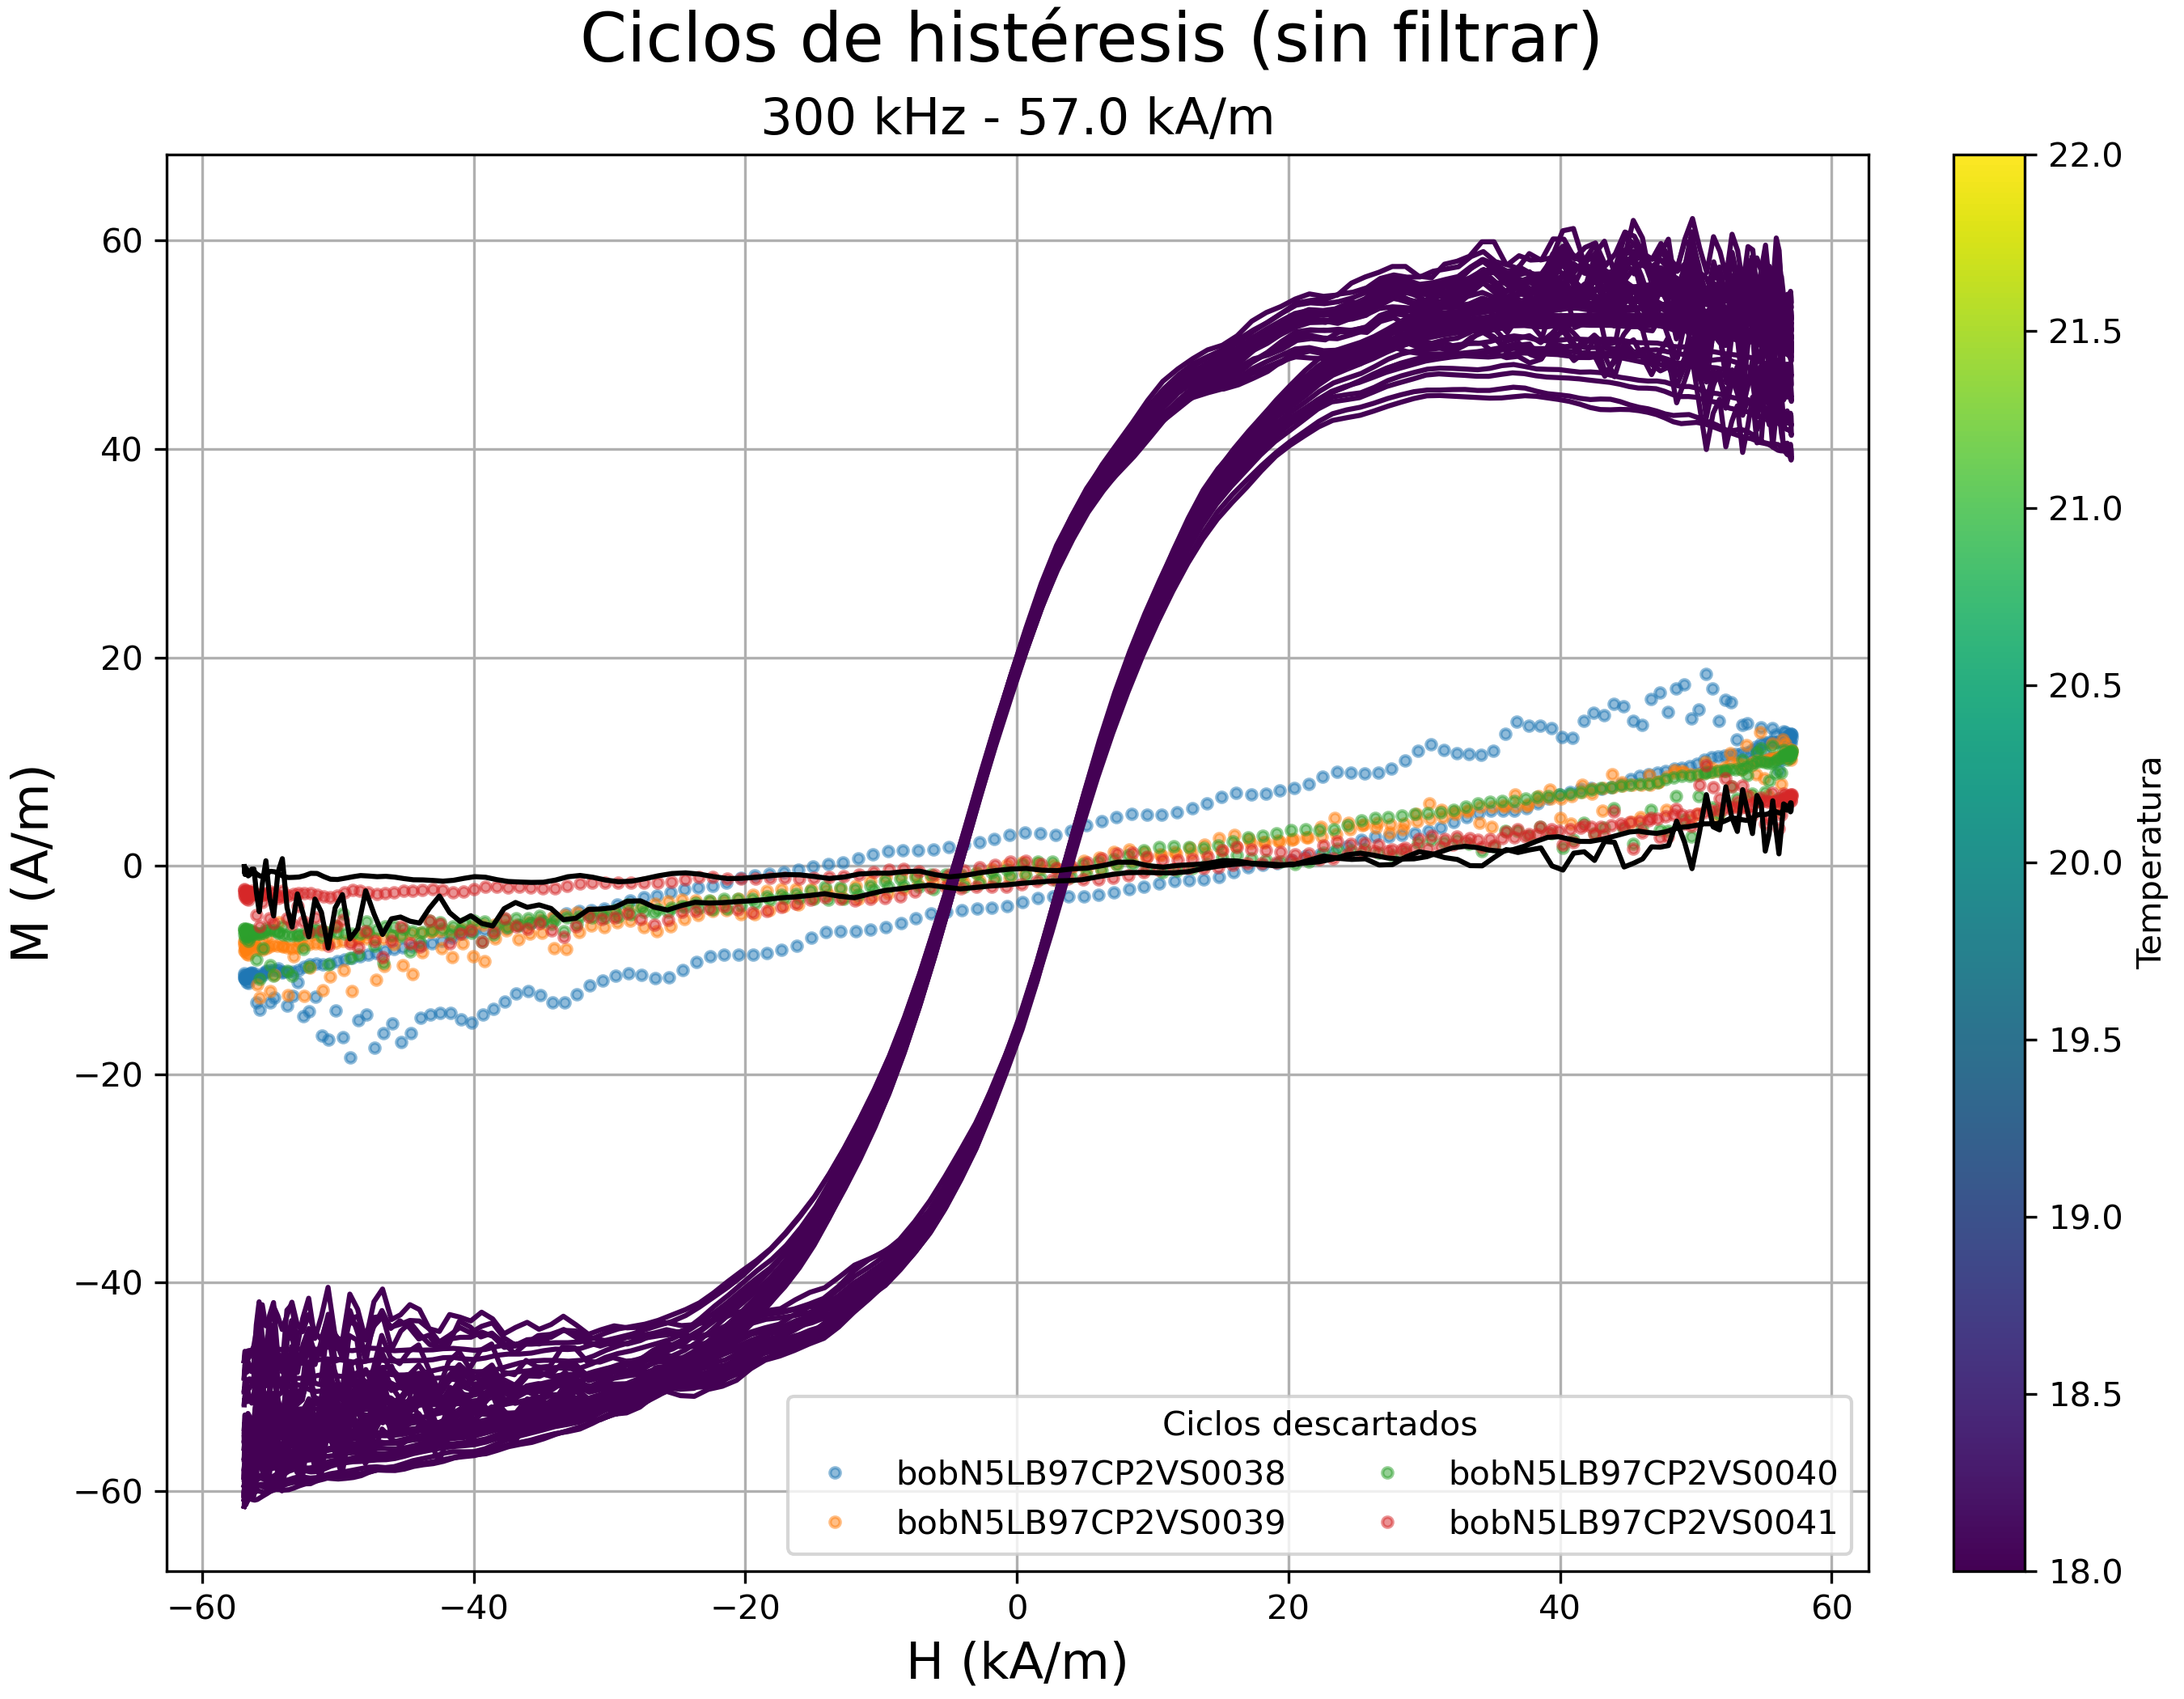 Ciclos de histéresis (sin filtrar)
300 kHz - 57.0 kA/m
M (A/m)
60
40
20
0
−20
−40
−60
−60
−40
−20
0
20
40
60
H (kA/m)
Ciclos descartados
bobN5LB97CP2VS0038
bobN5LB97CP2VS0039
bobN5LB97CP2VS0040
bobN5LB97CP2VS0041
22.0
21.5
21.0
20.5
20.0
19.5
19.0
18.5
18.0
Temperatura